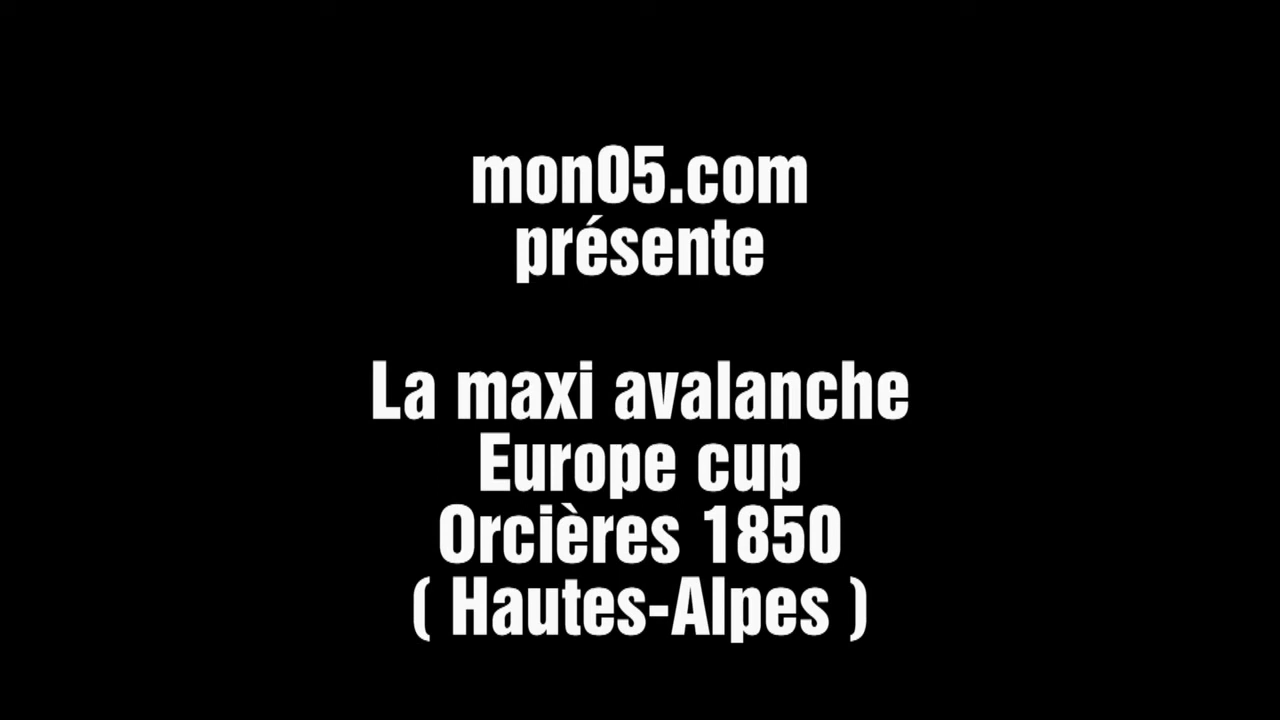 mon05.com
présente
La maxi avalanche
Europe cup
Orcières 1850
( Hautes-Alpes )